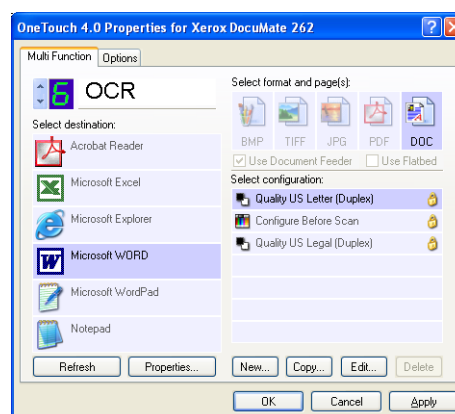 OneTouch 4.0 Properties for Xerox DocuMate 262
Multi Function
Options
6
OCR
Select destination:
Acrobat Reader
Microsoft Excel
Microsoft Explorer
Microsoft WORD
Microsoft WordPad
Notepad
Refresh
Properties...
Select format and page(s):
BMP
TIFF
JPG
PDF
DOC
Use Document Feeder
Use Flatbed
Select configuration:
Quality US Letter (Duplex)
Configure Before Scan
Quality US Legal (Duplex)
New...
Copy...
Edit...
Delete
OK
Cancel
Apply